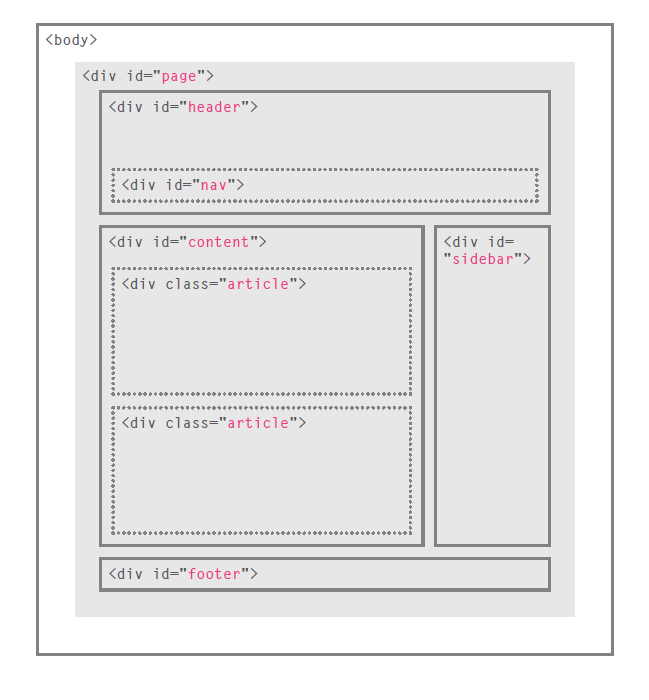 <body>
<div id="page">
<div id="header">
<div id="nav">
<div id="content">
<div id=
"sidebar">
<div class="article">
<div class="article">
<div id="footer">